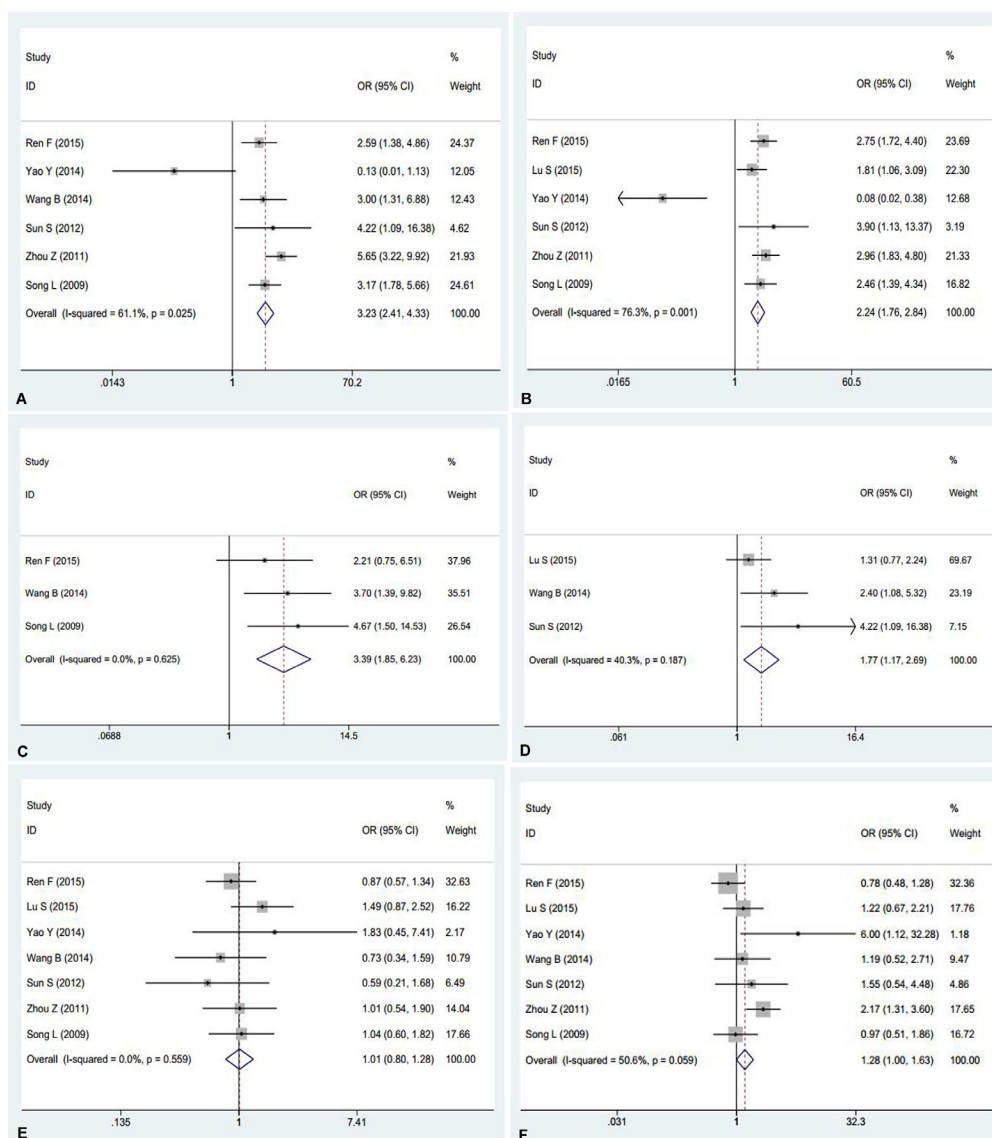 Study %
ID OR (95% CI) Weight
Ren F (2015) 2.59 (1.38, 4.86) 24.37
Yao Y (2014) 0.13 (0.01, 1.13) 12.05
Wang B (2014) 3.00 (1.31, 6.88) 12.43
Sun S (2012) 4.22 (1.09, 16.38) 4.62
Zhou Z (2011) 5.65 (3.22, 9.92) 21.93
Song L (2009) 3.17 (1.78, 5.66) 24.61
Overall (I-squared = 61.1%, p = 0.025) 3.23 (2.41, 4.33) 100.00
.0143 1 70.2
A
Study %
ID OR (95% CI) Weight
Ren F (2015) 2.75 (1.72, 4.40) 23.69
Lu S (2015) 1.81 (1.06, 3.09) 22.30
Yao Y (2014) 0.08 (0.02, 0.38) 12.68
Sun S (2012) 3.90 (1.13, 13.37) 3.19
Zhou Z (2011) 2.96 (1.83, 4.80) 21.33
Song L (2009) 2.46 (1.39, 4.34) 16.82
Overall (I-squared = 76.3%, p = 0.001) 2.24 (1.76, 2.84) 100.00
.0165 1 60.5
B
Study %
ID OR (95% CI) Weight
Ren F (2015) 2.21 (0.75, 6.51) 37.96
Wang B (2014) 3.70 (1.39, 9.82) 35.51
Song L (2009) 4.67 (1.50, 14.53) 26.54
Overall (I-squared = 0.0%, p = 0.625) 3.39 (1.85, 6.23) 100.00
.0688 1 14.5
C
Study %
ID OR (95% CI) Weight
Lu S (2015) 1.31 (0.77, 2.24) 69.67
Wang B (2014) 2.40 (1.08, 5.32) 23.19
Sun S (2012) 4.22 (1.09, 16.38) 7.15
Overall (I-squared = 40.3%, p = 0.187) 1.77 (1.17, 2.69) 100.00
.061 1 16.4
D
Study %
ID OR (95% CI) Weight
Ren F (2015) 0.87 (0.57, 1.34) 32.63
Lu S (2015) 1.49 (0.87, 2.52) 16.22
Yao Y (2014) 1.83 (0.45, 7.41) 2.17
Wang B (2014) 0.73 (0.34, 1.59) 10.79
Sun S (2012) 0.59 (0.21, 1.68) 6.49
Zhou Z (2011) 1.01 (0.54, 1.90) 14.04
Song L (2009) 1.04 (0.60, 1.82) 17.66
Overall (I-squared = 0.0%, p = 0.559) 1.01 (0.80, 1.28) 100.00
.135 1 7.41
E
Study %
ID OR (95% CI) Weight
Ren F (2015) 0.78 (0.48, 1.28) 32.36
Lu S (2015) 1.22 (0.67, 2.21) 17.76
Yao Y (2014) 6.00 (1.12, 32.28) 1.18
Wang B (2014) 1.19 (0.52, 2.71) 9.47
Sun S (2012) 1.55 (0.54, 4.48) 4.86
Zhou Z (2011) 2.17 (1.31, 3.60) 17.65
Song L (2009) 0.97 (0.51, 1.86) 16.72
Overall (I-squared = 50.6%, p = 0.059) 1.28 (1.00, 1.63) 100.00
.031 1 32.3
F